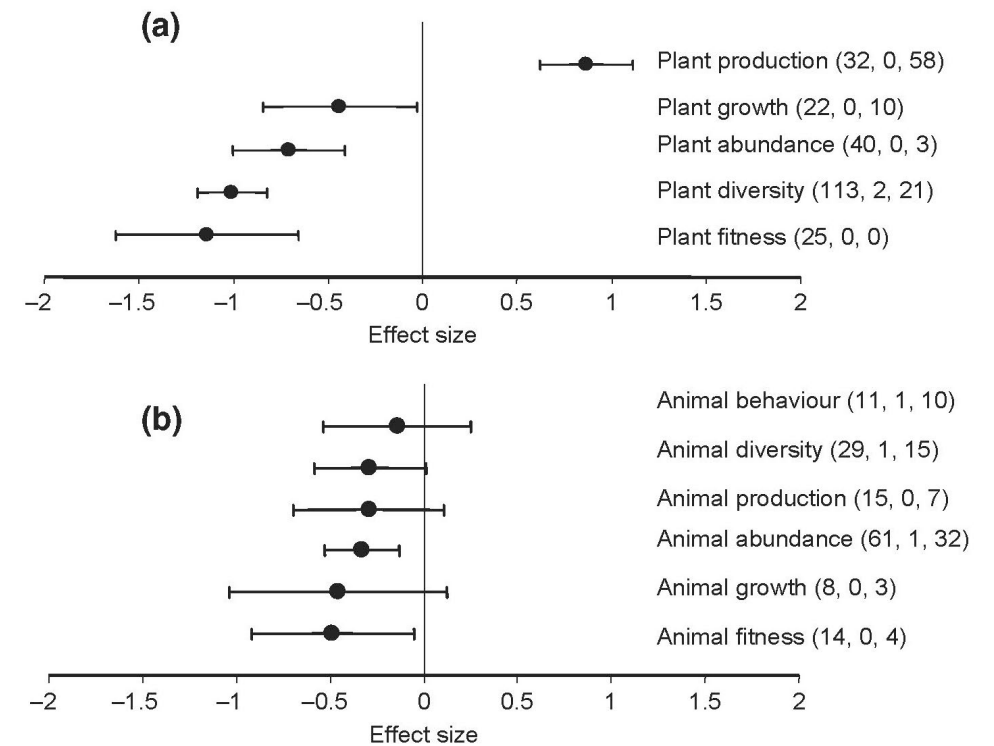 (a)
Plant production (32, 0, 58)
Plant growth (22, 0, 10)
Plant abundance (40, 0, 3)
Plant diversity (113, 2, 21)
Plant fitness (25, 0, 0)
–2 –1.5 –1 –0.5 0 0.5 1 1.5 2
Effect size
(b)
Animal behaviour (11, 1, 10)
Animal diversity (29, 1, 15)
Animal production (15, 0, 7)
Animal abundance (61, 1, 32)
Animal growth (8, 0, 3)
Animal fitness (14, 0, 4)
–2 –1.5 –1 –0.5 0 0.5 1 1.5 2
Effect size